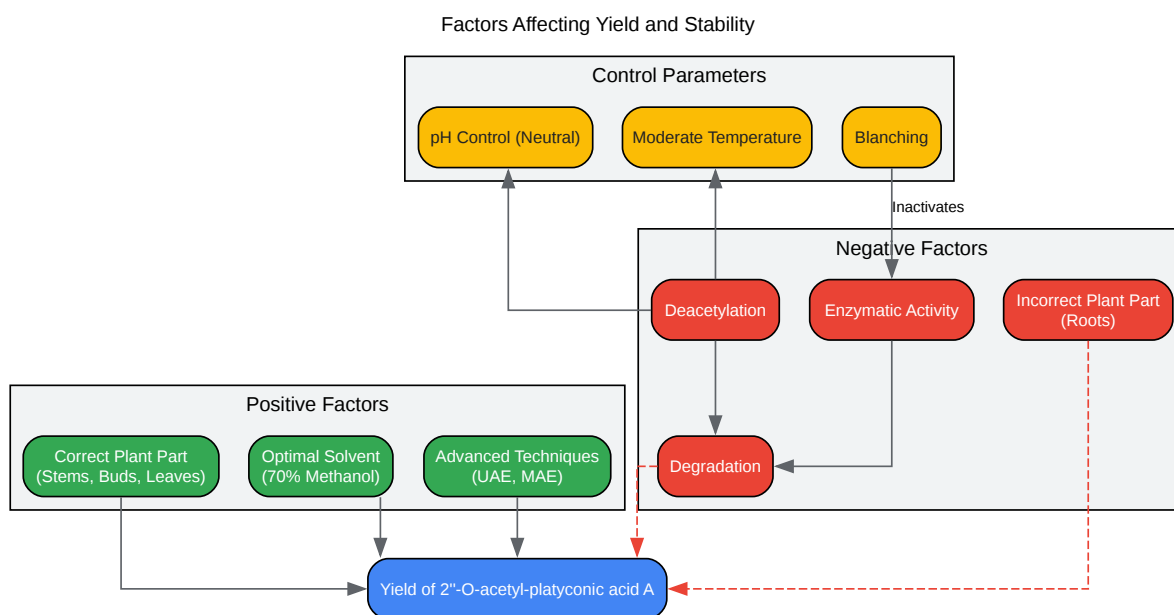 Factors Affecting Yield and Stability
Control Parameters
pH Control (Neutral)
Moderate Temperature
Blanching
Inactivates
Negative Factors
Deacetylation
Enzymatic Activity
Incorrect Plant Part
(Roots)
Positive Factors
Correct Plant Part
(Stems, Buds, Leaves)
Optimal Solvent
(70% Methanol)
Advanced Techniques
(UAE, MAE)
Degradation
Yield of 2''-O-acetyl-platyconic acid A